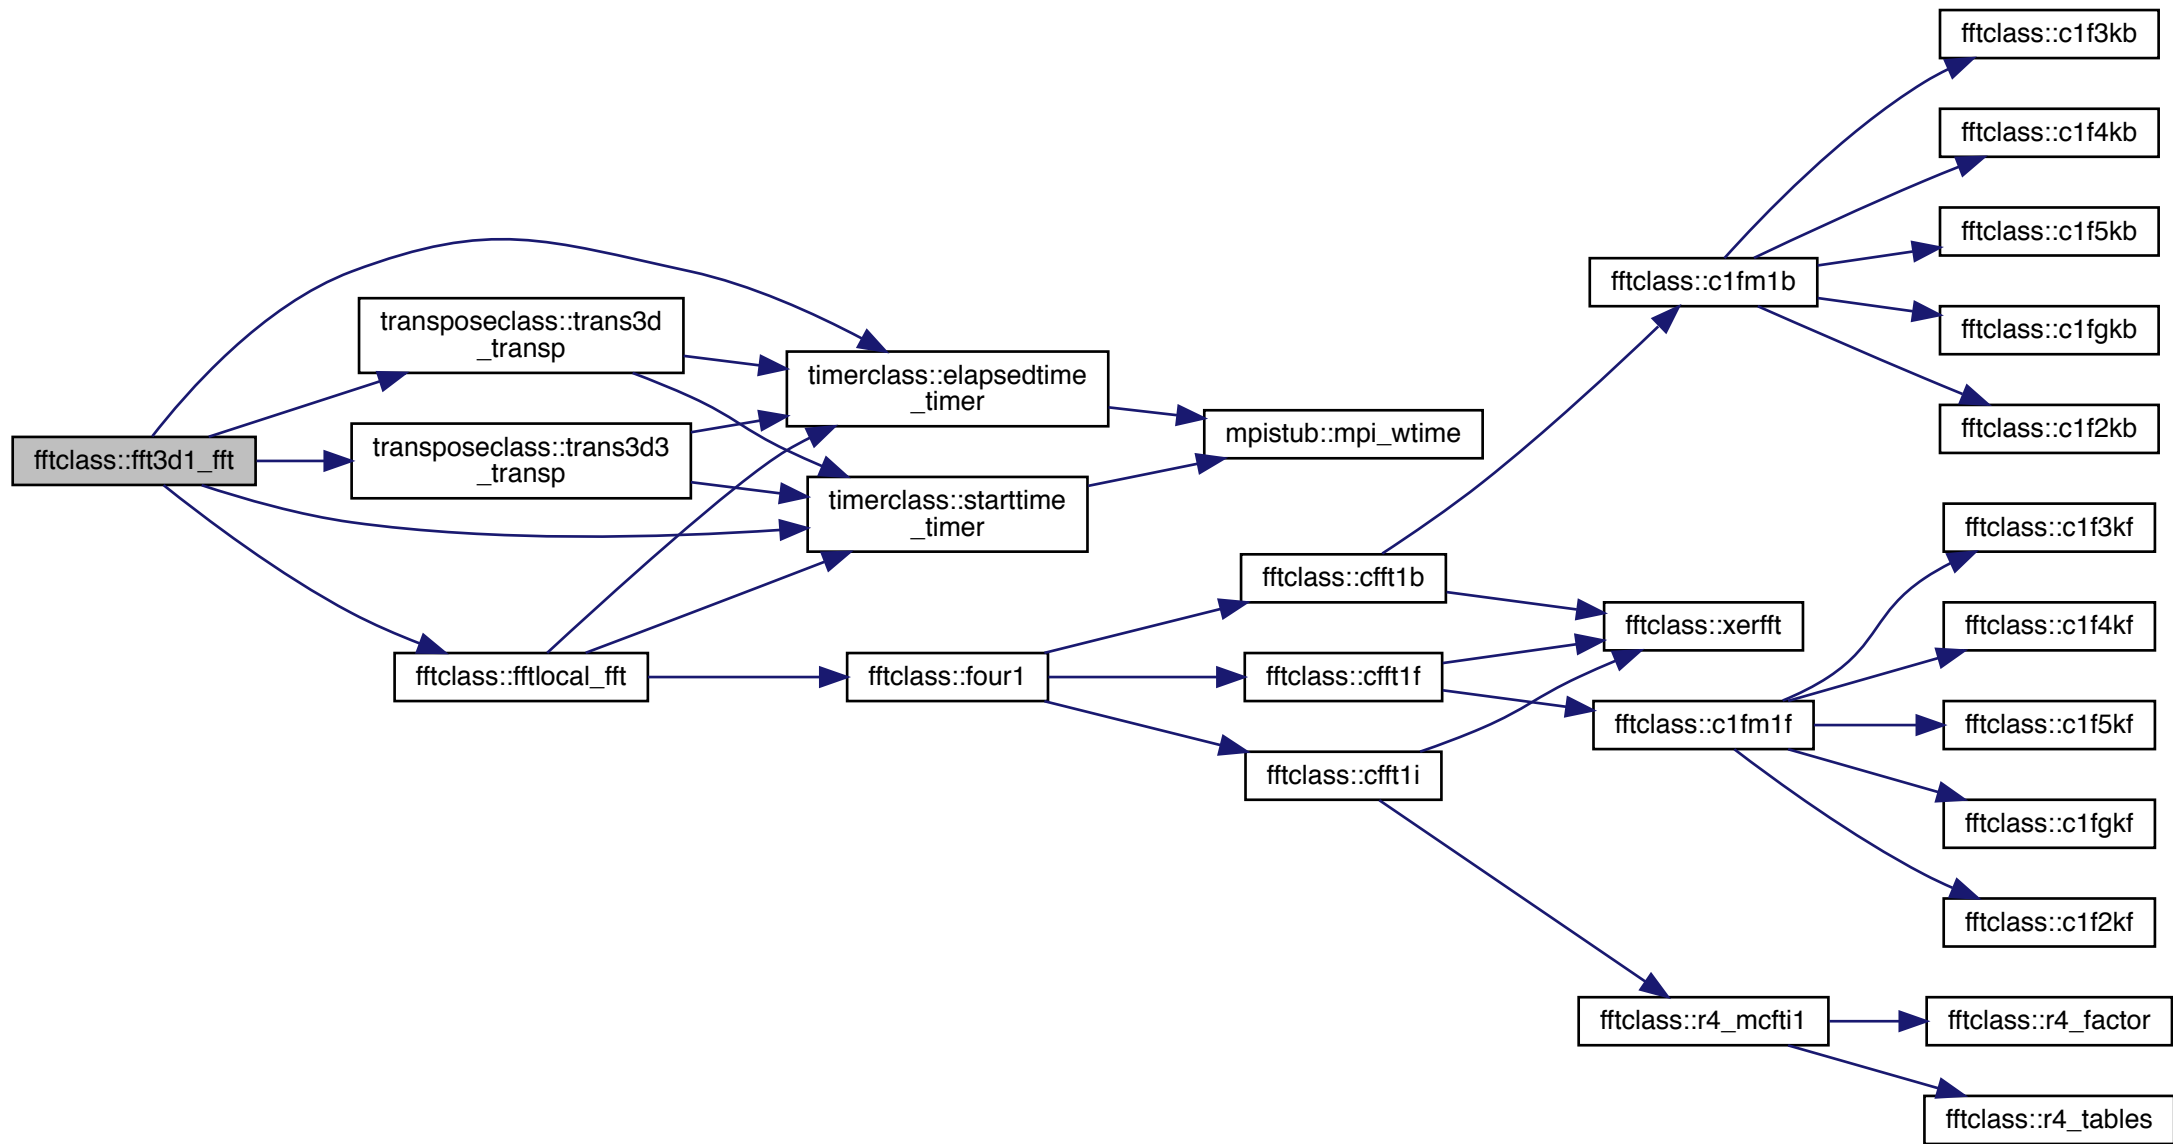 fftclass::fft3d1_fft
transposeclass::trans3d
_transp
transposeclass::trans3d3
_transp
fftclass::fftlocal_fft
timerclass::elapsedtime
_timer
timerclass::starttime
_timer
fftclass::four1
mpistub::mpi_wtime
fftclass::cfft1b
fftclass::cfft1f
fftclass::cfft1i
fftclass::c1fm1b
fftclass::xerfft
fftclass::c1fm1f
fftclass::r4_mcfti1
fftclass::c1f3kb
fftclass::c1f4kb
fftclass::c1f5kb
fftclass::c1fgkb
fftclass::c1f2kb
fftclass::c1f3kf
fftclass::c1f4kf
fftclass::c1f5kf
fftclass::c1fgkf
fftclass::c1f2kf
fftclass::r4_factor
fftclass::r4_tables